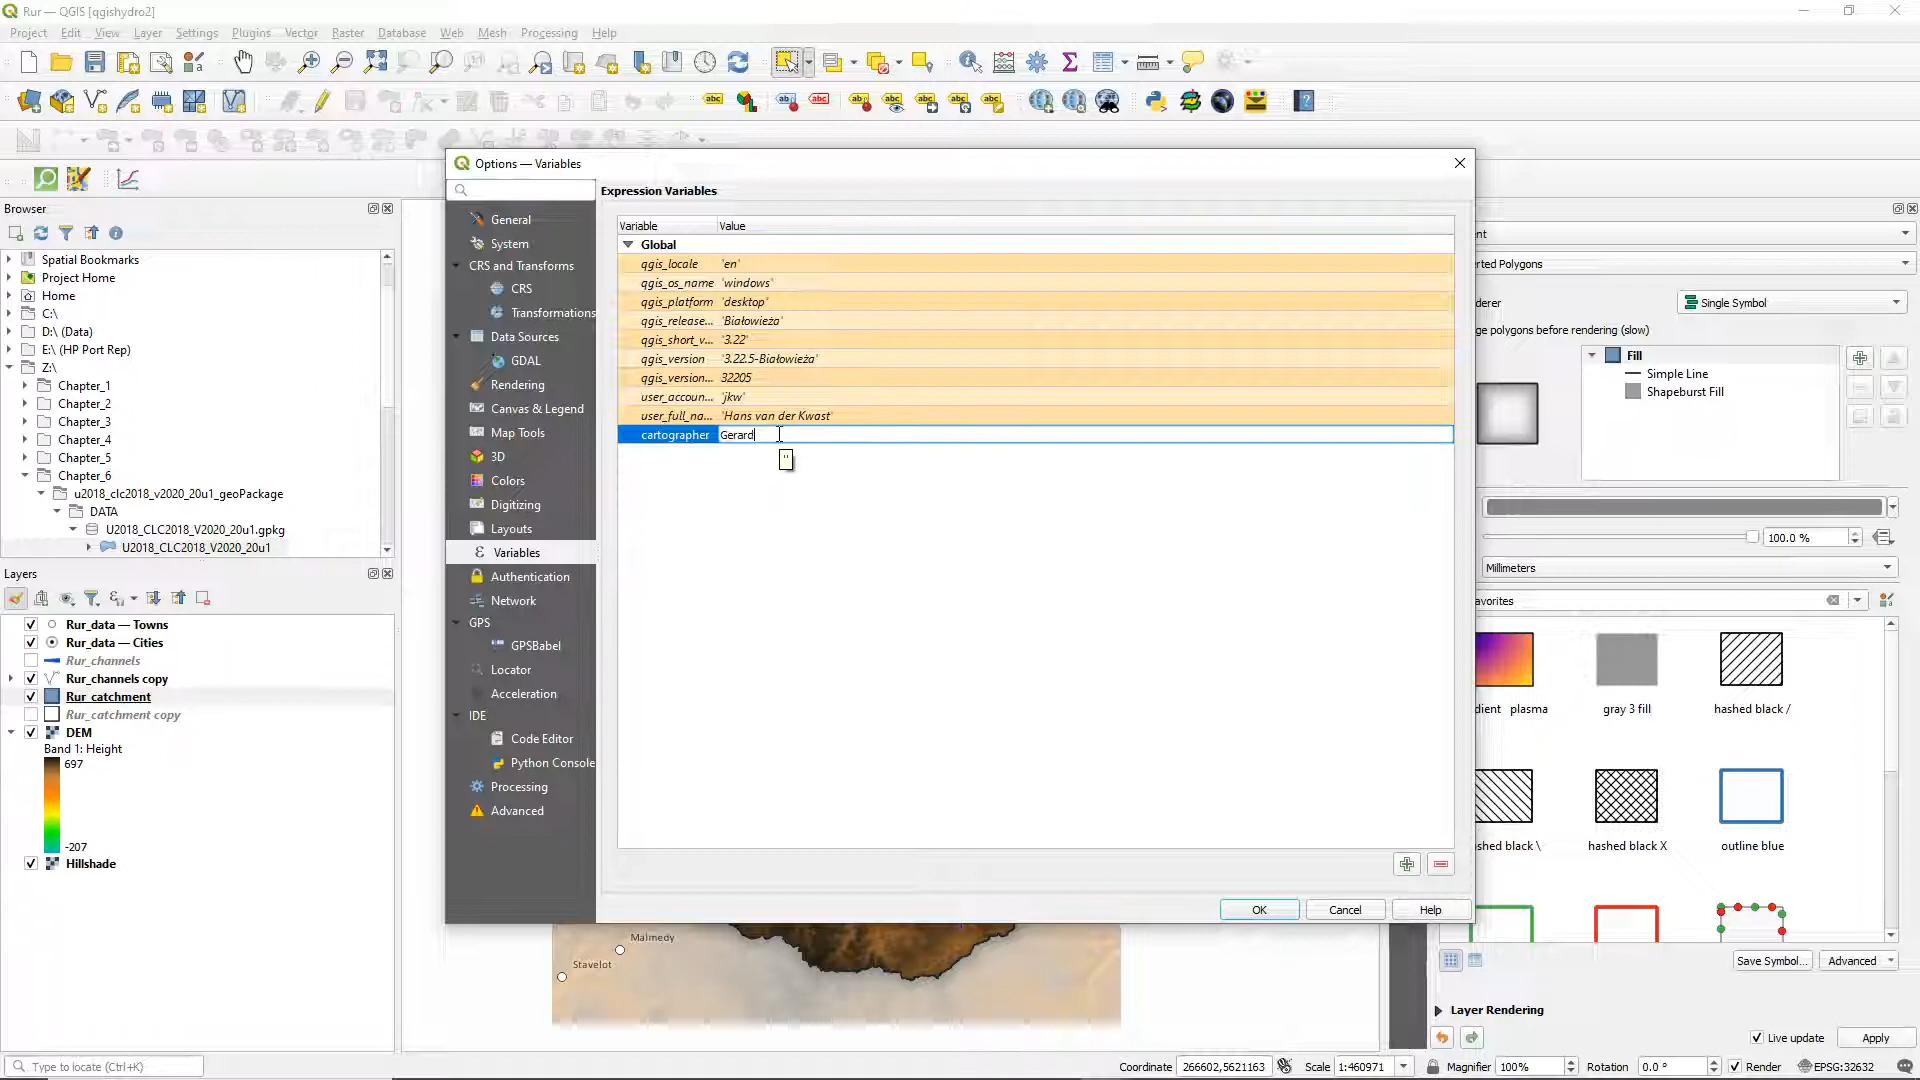 Rur — QGIS [qgishydro2]
Project Edit View Layer Settings Plugins Vector Raster Database Web Mesh Processing Help
Browser
Spatial Bookmarks
Project Home
Home
C:\
D:\ (Data)
E:\ (HP Port Rep)
Z:\
Chapter_1
Chapter_2
Chapter_3
Chapter_4
Chapter_5
Chapter_6
u2018_clc2018_v2020_20u1_geoPackage
DATA
U2018_CLC2018_V2020_20u1.gpkg
U2018_CLC2018_V2020_20u1
Layers
Rur_data — Towns
Rur_data — Cities
Rur_channels
Rur_channels copy
Rur_catchment
Rur_catchment copy
DEM
Band 1: Height
697
-207
Hillshade
Options — Variables
General
System
CRS and Transforms
CRS
Transformations
Data Sources
GDAL
Rendering
Canvas & Legend
Map Tools
3D
Colors
Digitizing
Layouts
ε Variables
Authentication
Network
GPS
GPSBabel
Locator
Acceleration
IDE
Code Editor
Python Console
Processing
Advanced
Expression Variables
Variable Value
Global
qgis_locale 'en'
qgis_os_name 'windows'
qgis_platform 'desktop'
qgis_release... 'Białowieża'
qgis_short_v... '3.22'
qgis_version '3.22.5-Białowieża'
qgis_version... 32205
user_accoun... 'jkw'
user_full_na... 'Hans van der Kwast'
cartographer Gerard
''
OK Cancel Help
Malmedy
Stavelot
ent
rted Polygons
derer Single Symbol
ge polygons before rendering (slow)
Fill
Simple Line
Shapeburst Fill
100.0 %
Millimeters
avorites
dient plasma gray 3 fill hashed black /
shed black \ hashed black X outline blue
Save Symbol... Advanced
Layer Rendering
Live update Apply
Type to locate (Ctrl+K) Coordinate 266602,5621163 Scale 1:460971 Magnifier 100% Rotation 0.0 ° Render EPSG:32632